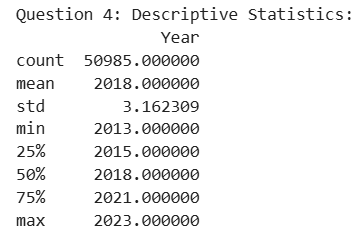 Question 4: Descriptive Statistics:
Year
count 50985.000000
mean 2018.000000
std 3.162309
min 2013.000000
25% 2015.000000
50% 2018.000000
75% 2021.000000
max 2023.000000